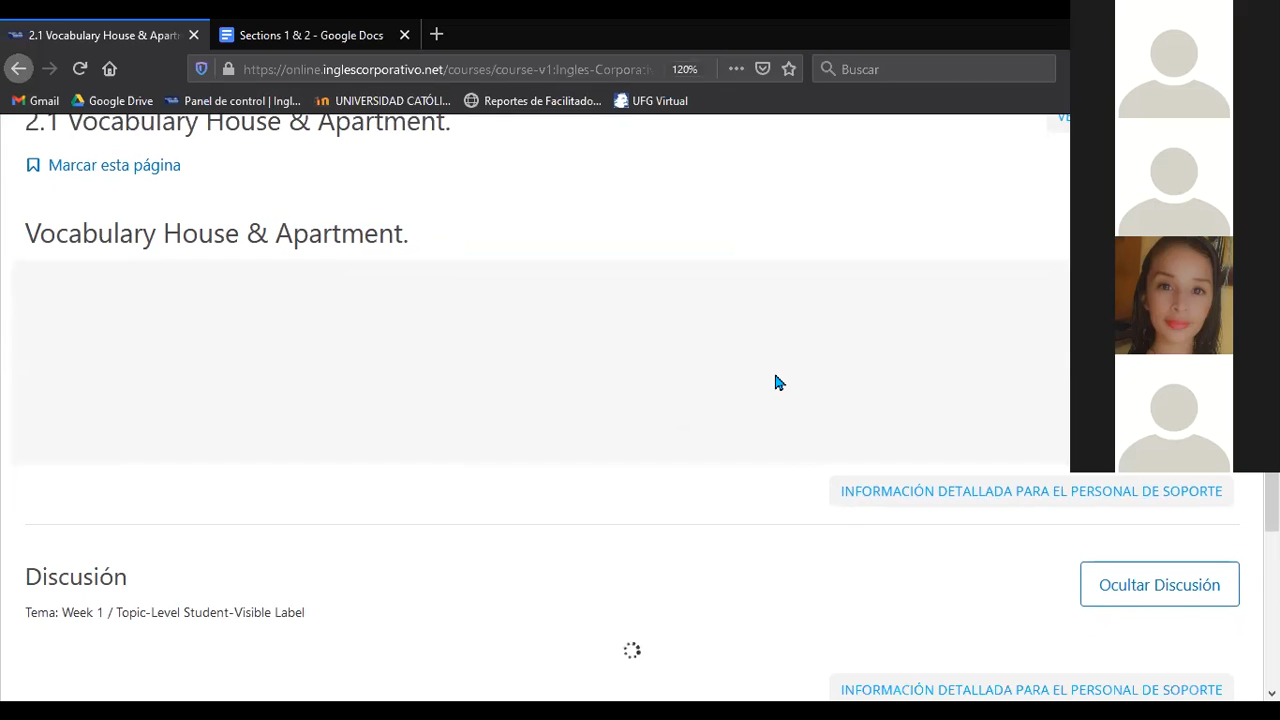 2.1 Vocabulary House & Apartm
Sections 1 & 2 - Google Docs
https://online.inglescorporativo.net/courses/course-v1:Ingles-Corporat
120%
Buscar
Gmail
Google Drive
Panel de control | Ingl...
UNIVERSIDAD CATÓLI...
Reportes de Facilitado...
UFG Virtual
2.1 Vocabulary House & Apartment.
VE
Marcar esta página
Vocabulary House & Apartment.
INFORMACIÓN DETALLADA PARA EL PERSONAL DE SOPORTE
Discusión
Ocultar Discusión
Tema: Week 1 / Topic-Level Student-Visible Label
INFORMACIÓN DETALLADA PARA EL PERSONAL DE SOPORTE